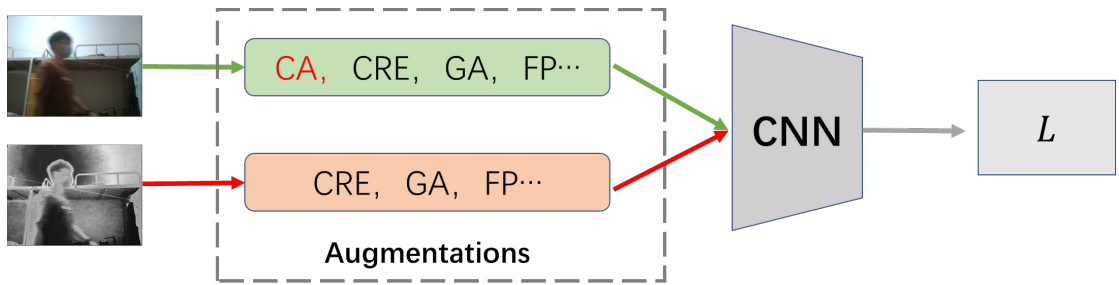 CA, CRE, GA, FP···
CRE, GA, FP···
Augmentations
CNN
L